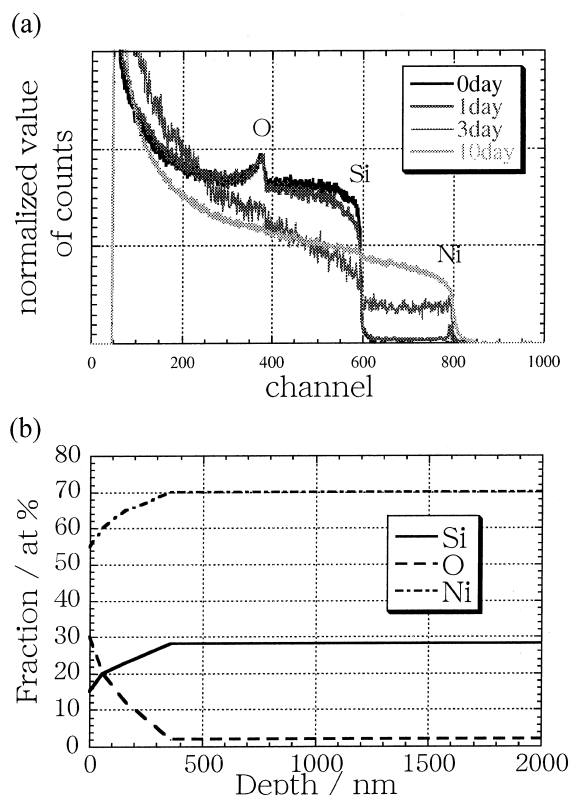 (a)
normalized value
of counts
0day
1day
3day
10day
O
Si
Ni
0 200 400 600 800 1000
channel
(b)
Fraction / at %
80
70
60
50
40
30
20
10
0
Si
O
Ni
0 500 1000 1500 2000
Depth / nm